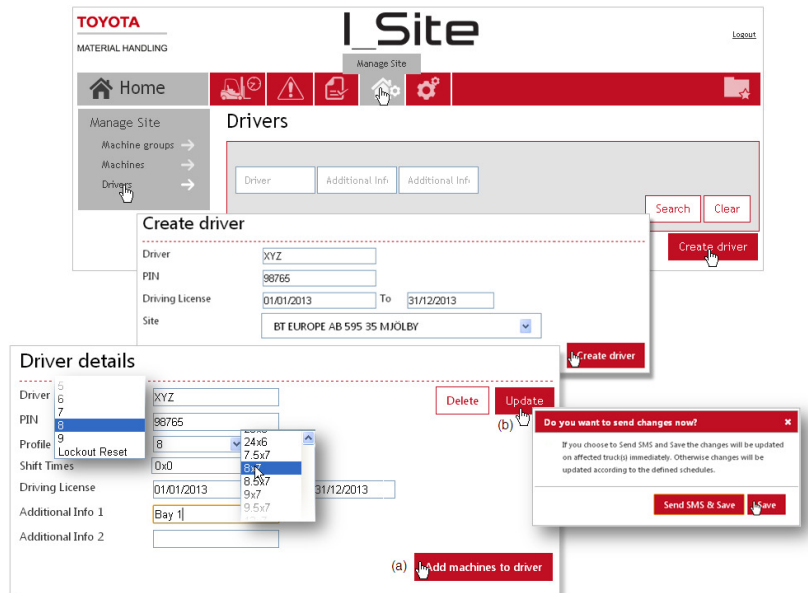 TOYOTA
MATERIAL HANDLING
I_Site
Logout
Manage Site
Home
Manage Site
Machine groups
Machines
Drivers
Drivers
Driver
Additional Inf
Additional Inf
Search
Clear
Create driver
Create driver
Driver
XYZ
PIN
98765
Driving License
01/01/2013
To
31/12/2013
Site
BT EUROPE AB 595 35 MJÖLBY
Create driver
Driver details
Driver
XYZ
Delete
Update
(b)
PIN
98765
Profile
8
Shift Times
0x0
Driving License
01/01/2013
31/12/2013
Additional Info 1
Bay 1
Additional Info 2
5
6
7
8
9
Lockout Reset
24x6
7.5x7
8x7
8.5x7
9x7
9.5x7
(a)
Add machines to driver
Do you want to send changes now?
x
If you choose to Send SMS and Save the changes will be updated
on affected truck(s) immediately. Otherwise changes will be
updated according to the defined schedules.
Send SMS & Save
Save